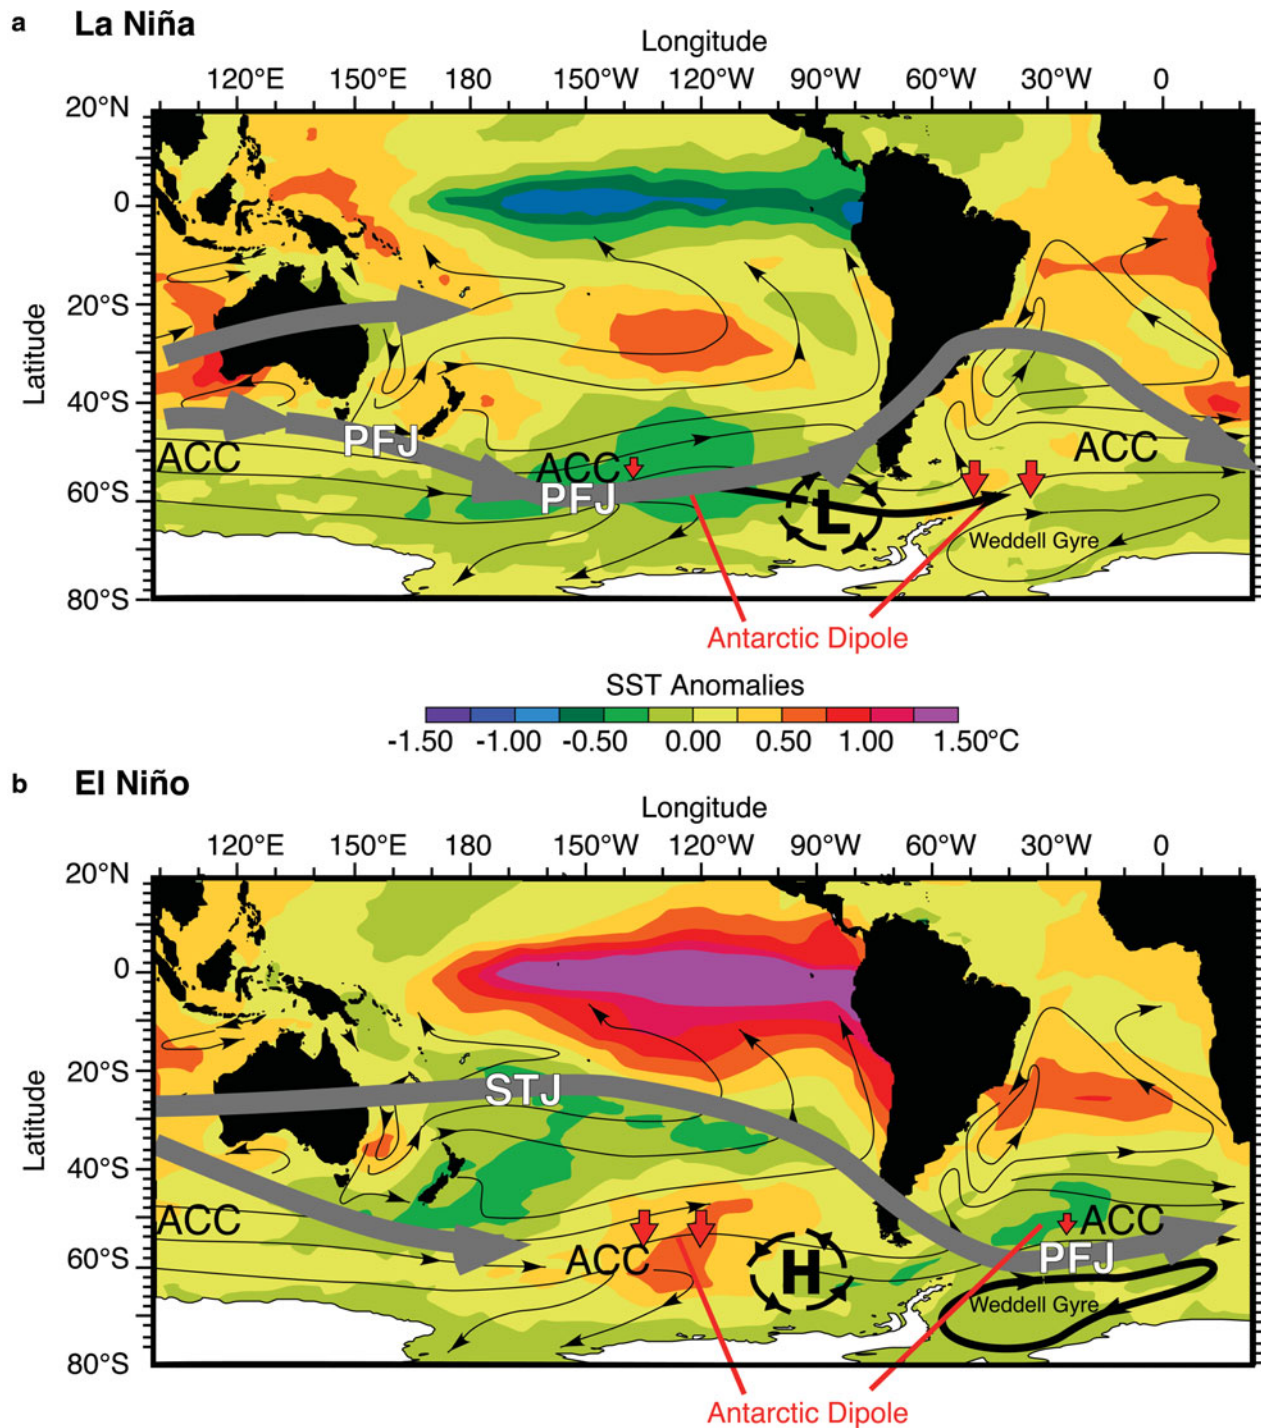 a La Niña
Longitude
120°E 150°E 180 150°W 120°W 90°W 60°W 30°W 0
20°N
0
20°S
40°S
60°S
80°S
Latitude
PFJ
ACC
ACC
PFJ
ACC
L
Weddell Gyre
Antarctic Dipole
SST Anomalies
-1.50 -1.00 -0.50 0.00 0.50 1.00 1.50°C
b El Niño
Longitude
120°E 150°E 180 150°W 120°W 90°W 60°W 30°W 0
20°N
0
20°S
40°S
60°S
80°S
Latitude
STJ
ACC
ACC
H
ACC
PFJ
Weddell Gyre
Antarctic Dipole